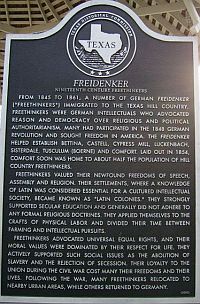 TEXAS HISTORICAL COMMISSION
TEXAS
FREIDENKER
NINETEENTH CENTURY FREETHINKERS
FROM 1845 TO 1861, A NUMBER OF GERMAN FREIDENKER
("FREETHINKERS") IMMIGRATED TO THE TEXAS HILL COUNTRY.
FREETHINKERS WERE GERMAN INTELLECTUALS WHO ADVOCATED
REASON AND DEMOCRACY OVER RELIGIOUS AND POLITICAL
AUTHORITARIANISM. MANY HAD PARTICIPATED IN THE 1848 GERMAN
REVOLUTION AND SOUGHT FREEDOM IN AMERICA. THE FREIDENKER
HELPED ESTABLISH BETTINA, CASTELL, CYPRESS MILL, LUCKENBACH,
SISTERDALE, TUSCULUM (BOERNE) AND COMFORT. LAID OUT IN 1854,
COMFORT SOON WAS HOME TO ABOUT HALF THE POPULATION OF HILL
COUNTRY FREETHINKERS.
FREETHINKERS VALUED THEIR NEWFOUND FREEDOMS OF SPEECH,
ASSEMBLY AND RELIGION. THEIR SETTLEMENTS, WHERE A KNOWLEDGE
OF LATIN WAS CONSIDERED ESSENTIAL FOR A CULTURED INTELLECTUAL
SOCIETY, BECAME KNOWN AS "LATIN COLONIES." THEY STRONGLY
SUPPORTED SECULAR EDUCATION AND GENERALLY DID NOT ADHERE TO
ANY FORMAL RELIGIOUS DOCTRINES. THEY APPLIED THEMSELVES TO THE
CRAFTS OF PHYSICAL LABOR AND DIVIDED THEIR TIME BETWEEN
FARMING AND INTELLECTUAL PURSUITS.
FREETHINKERS ADVOCATED UNIVERSAL EQUAL RIGHTS, AND THEIR
MORAL VALUES WERE DOMINATED BY THEIR RESPECT FOR LIFE. THEY
ACTIVELY SUPPORTED SUCH SOCIAL ISSUES AS THE ABOLITION OF
SLAVERY AND THE REJECTION OF SECESSION. THEIR LOYALTY TO THE
UNION DURING THE CIVIL WAR COST MANY THEIR FREEDOMS AND THEIR
LIVES. FOLLOWING THE WAR, MANY FREETHINKERS RELOCATED TO
NEARBY URBAN AREAS, WHILE OTHERS RETURNED TO GERMANY.